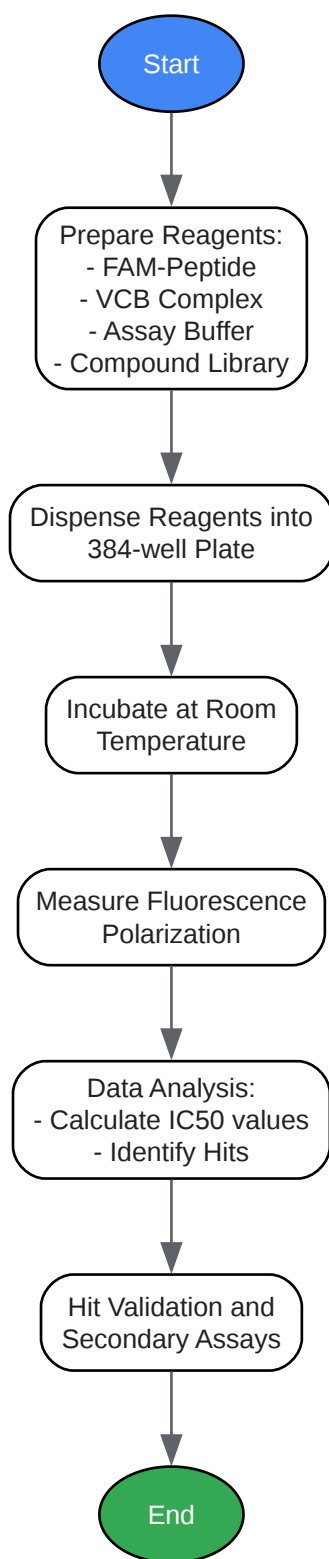 Start
Prepare Reagents:
- FAM-Peptide
- VCB Complex
- Assay Buffer
- Compound Library
Dispense Reagents into
384-well Plate
Incubate at Room
Temperature
Measure Fluorescence
Polarization
Data Analysis:
- Calculate IC50 values
- Identify Hits
Hit Validation and
Secondary Assays
End